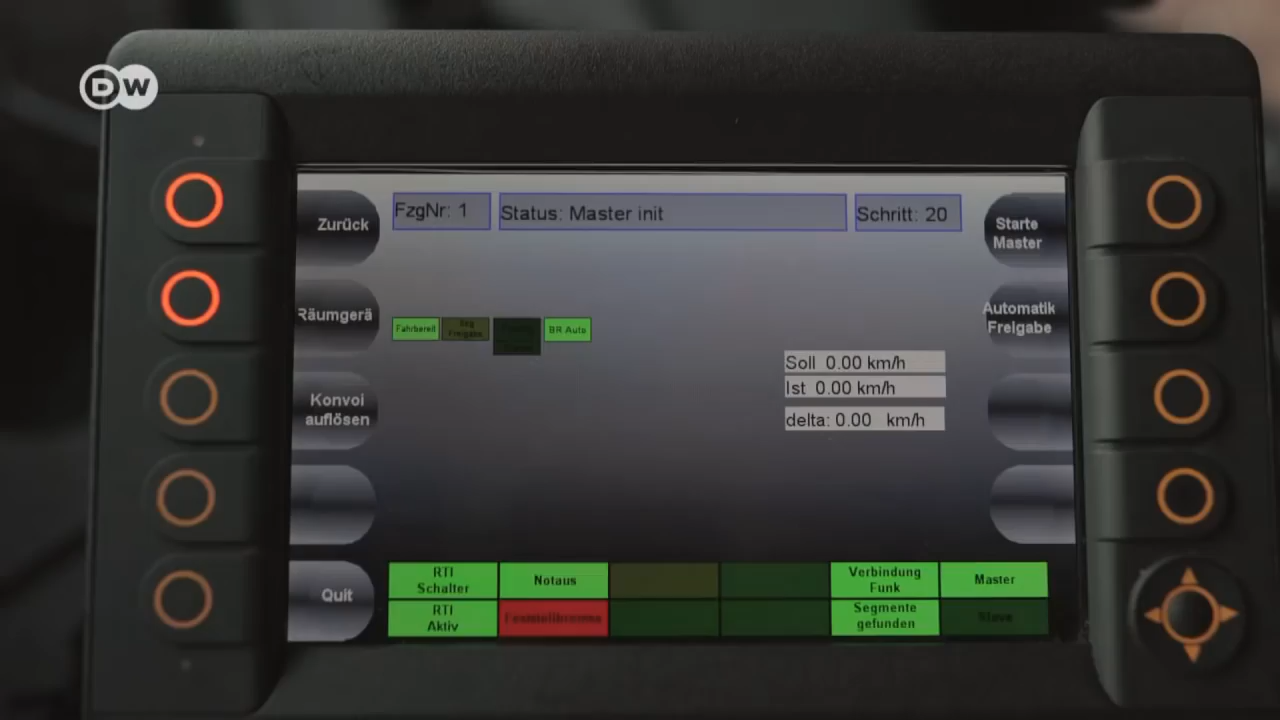 DW
Zurück
FzgNr: 1
Status: Master init
Schritt: 20
Starte
Master
Räumgerä
Fahrbereit
BR Auto
Automatik
Freigabe
Soll 0.00 km/h
Ist 0.00 km/h
delta: 0.00 km/h
Konvoi
auflösen
Quit
RTI
Schalter
Notaus
Verbindung
Funk
Master
RTI
Aktiv
Feststellbremse
Segmente
gefunden
Slave